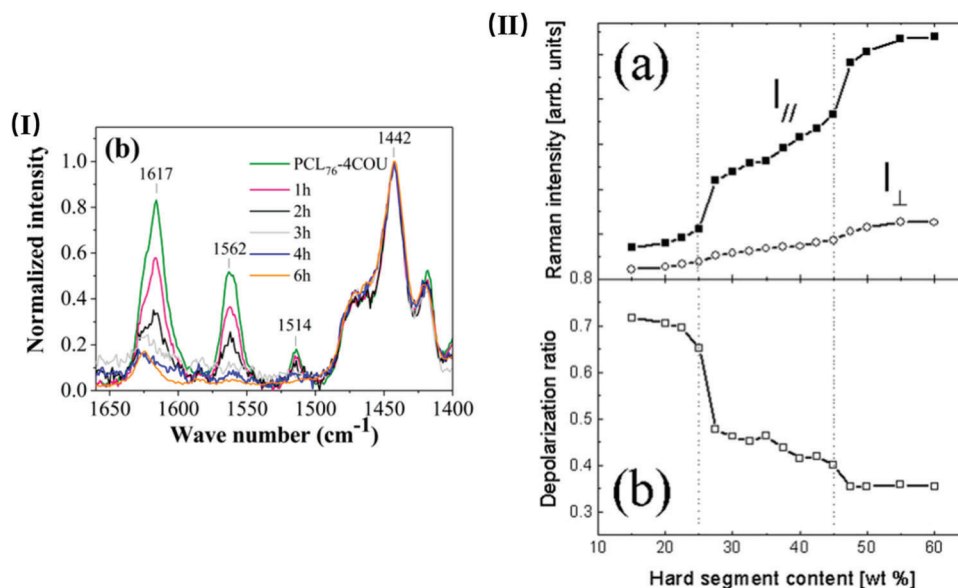 (I)
(b)
1617
1562
1514
1442
PCL76-4COU
1h
2h
3h
4h
6h
Normalized intensity
1.0
0.8
0.6
0.4
0.2
0.0
1650 1600 1550 1500 1450 1400
Wave number (cm-1)
(II)
(a)
I//
I⊥
Raman intensity [arrb. units]
0.8
(b)
Depolarization ratio
0.7
0.6
0.5
0.4
0.3
10 20 30 40 50 60
Hard segment content [wt %]